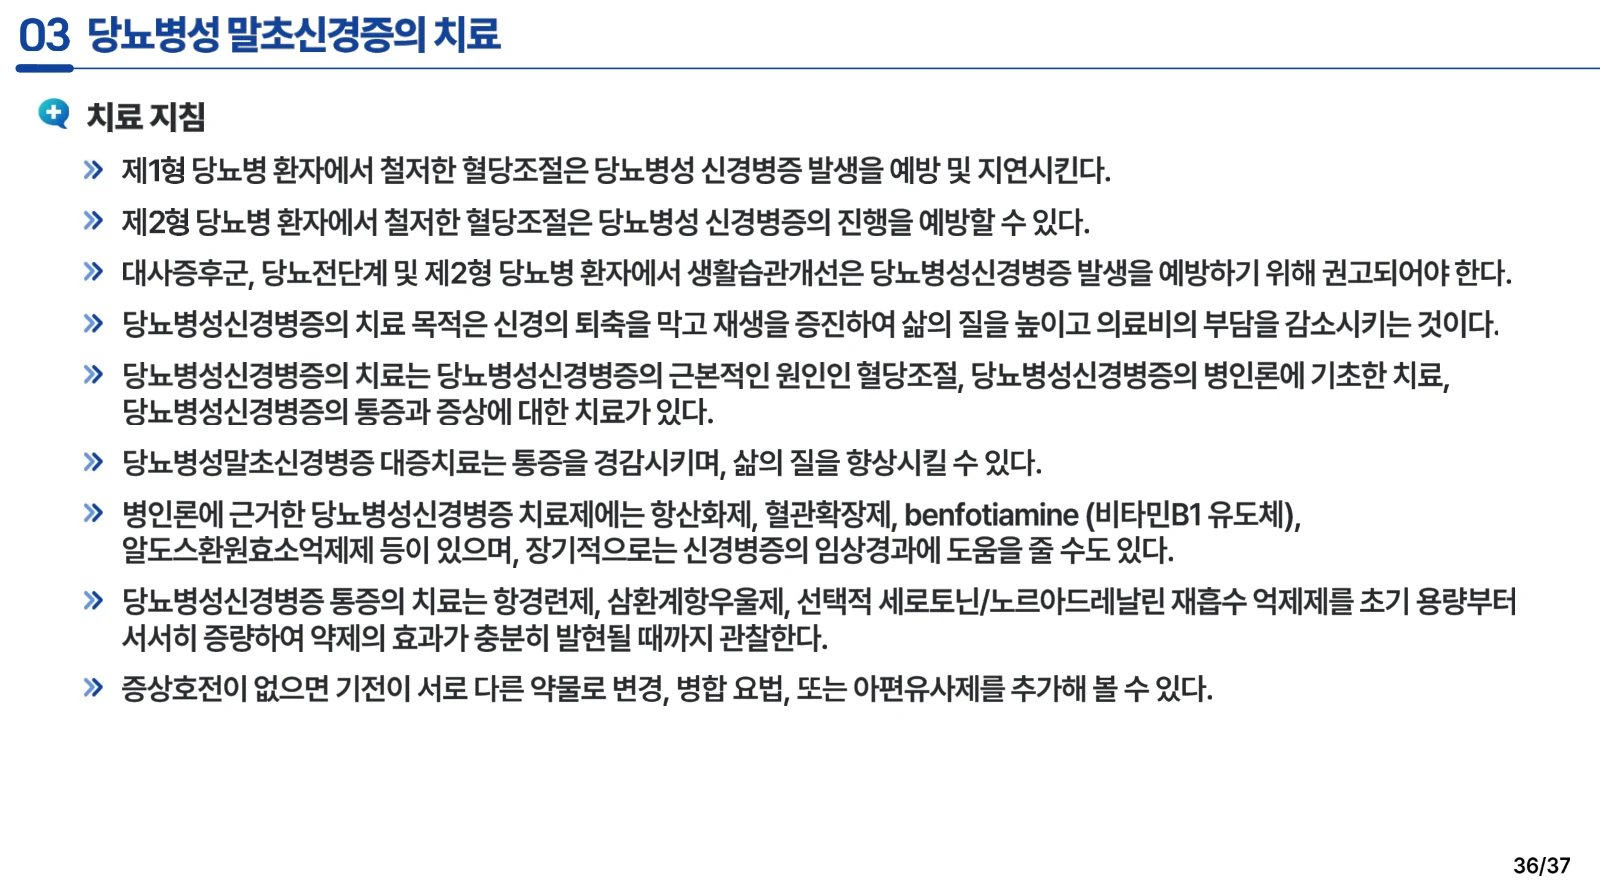 03 당뇨병성 말초신경증의 치료
치료 지침
제1형 당뇨병 환자에서 철저한 혈당조절은 당뇨병성 신경병증 발생을 예방 및 지연시킨다.
제2형 당뇨병 환자에서 철저한 혈당조절은 당뇨병성 신경병증의 진행을 예방할 수 있다.
대사증후군, 당뇨전단계 및 제2형 당뇨병 환자에서 생활습관개선은 당뇨병성신경병증 발생을 예방하기 위해 권고되어야 한다.
당뇨병성신경병증의 치료 목적은 신경의 퇴축을 막고 재생을 증진하여 삶의 질을 높이고 의료비의 부담을 감소시키는 것이다.
당뇨병성신경병증의 치료는 당뇨병성신경병증의 근본적인 원인인 혈당조절, 당뇨병성신경병증의 병인론에 기초한 치료,
당뇨병성신경병증의 통증과 증상에 대한 치료가 있다.
당뇨병성말초신경병증 대증치료는 통증을 경감시키며, 삶의 질을 향상시킬 수 있다.
병인론에 근거한 당뇨병성신경병증 치료제에는 항산화제, 혈관확장제, benfotiamine (비타민B1 유도체),
알도스환원효소억제제 등이 있으며, 장기적으로는 신경병증의 임상경과에 도움을 줄 수도 있다.
당뇨병성신경병증 통증의 치료는 항경련제, 삼환계항우울제, 선택적 세로토닌/노르아드레날린 재흡수 억제제를 초기 용량부터
서서히 증량하여 약제의 효과가 충분히 발현될 때까지 관찰한다.
증상호전이 없으면 기전이 서로 다른 약물로 변경, 병합 요법, 또는 아편유사제를 추가해 볼 수 있다.
36/37